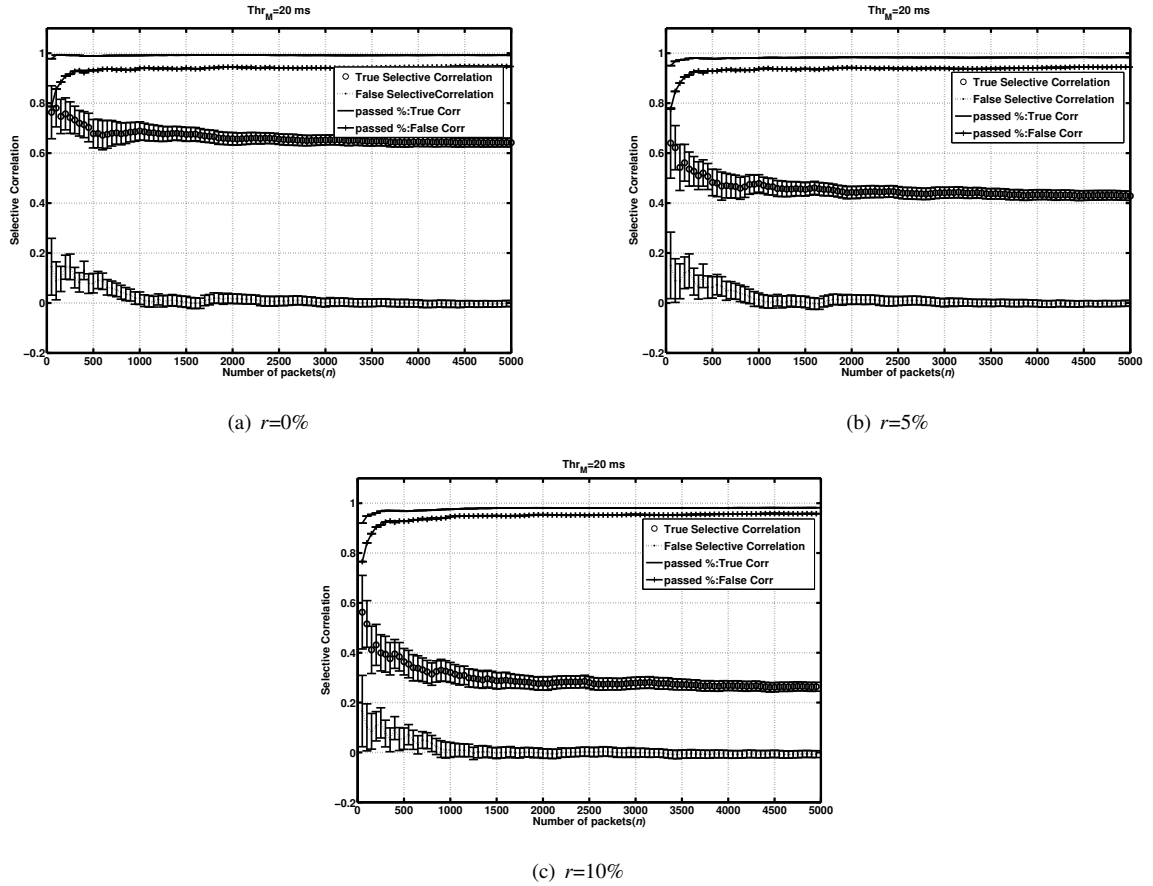 Thr_M=20 ms
Selective Correlation
1
0.8
0.6
0.4
0.2
0
−0.2
True Selective Correlation
False SelectiveCorrelation
passed %:True Corr
passed %:False Corr
0 500 1000 1500 2000 2500 3000 3500 4000 4500 5000
Number of packets(n)
(a) r=0%
Thr_M=20 ms
Selective Correlation
1
0.8
0.6
0.4
0.2
0
−0.2
True Selective Correlation
False Selective Correlation
passed %:True Corr
passed %:False Corr
0 500 1000 1500 2000 2500 3000 3500 4000 4500 5000
Number of packets(n)
(b) r=5%
Thr_M=20 ms
Selective Correlation
1
0.8
0.6
0.4
0.2
0
−0.2
True Selective Correlation
False Selective Correlation
passed %:True Corr
passed %:False Corr
0 500 1000 1500 2000 2500 3000 3500 4000 4500 5000
Number of packets(n)
(c) r=10%